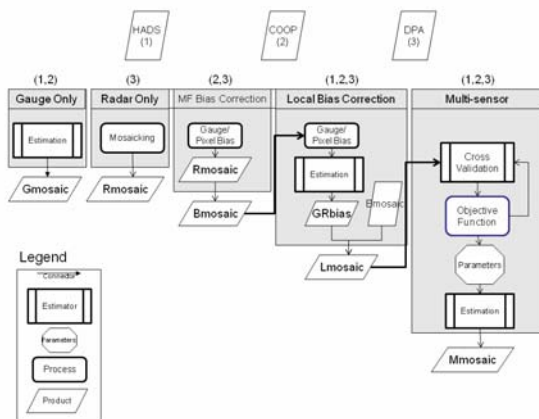 HADS
(1)
COOP
(2)
DPA
(3)
(1,2)
(3)
(2,3)
(1,2,3)
(1,2,3)
Gauge Only
Radar Only
MF Bias Correction
Local Bias Correction
Multi-sensor
Estimation
Gmosaic
Mosaicking
Rmosaic
Gauge/
Pixel Bias
Rmosaic
Bmosaic
Gauge/
Pixel Bias
Estimation
GRbias
Bmosaic
Lmosaic
Cross
Validation
Objective
Function
Parameters
Estimation
Mmosaic
Legend
Connector
Estimator
Parameters
Process
Product